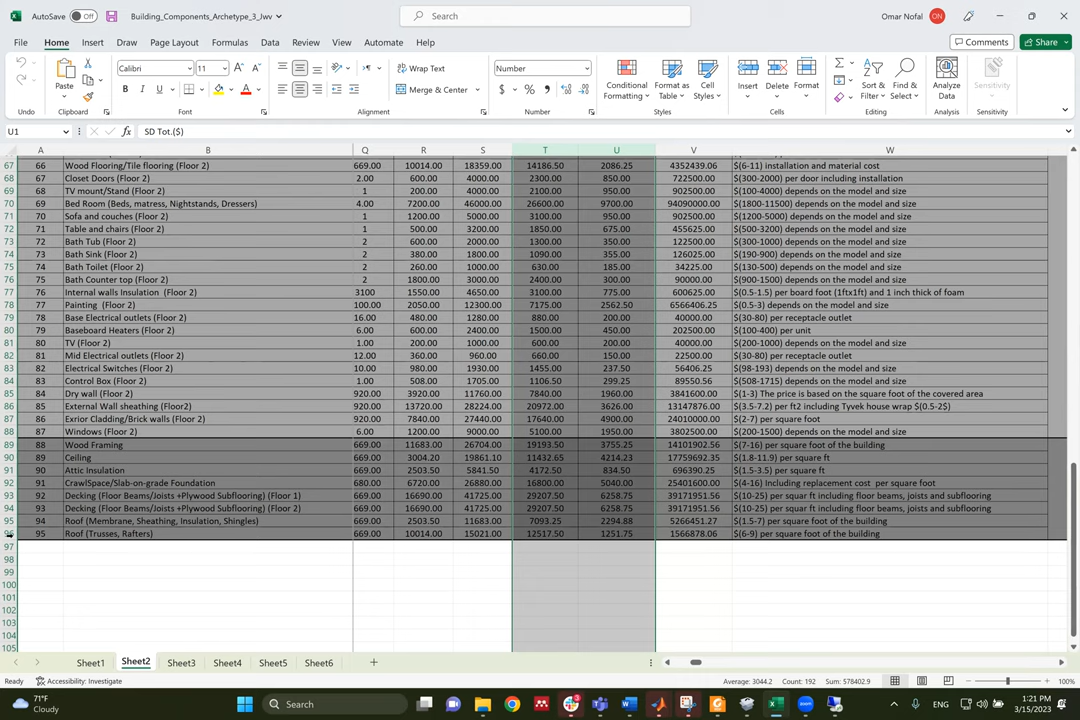 AutoSave Off Building_Components_Archetype_3_Jwv Search Omar Nofal ON
File Home Insert Draw Page Layout Formulas Data Review View Automate Help Comments Share
Paste Calibri 11 Wrap Text Number Conditional Formatting Format as Table Cell Styles Insert Delete Format Sort & Filter Find & Select Analyze Data Sensitivity
B I U Merge & Center $ %
Undo Clipboard Font Alignment Number Styles Cells Editing Analysis Sensitivity
U1 fx SD Tot.($)
A B Q R S T U V W
67 66 Wood Flooring/Tile flooring (Floor 2) 669.00 10014.00 18359.00 14186.50 2086.25 4352439.06 $(6-11) installation and material cost
68 67 Closet Doors (Floor 2) 2.00 600.00 4000.00 2300.00 850.00 722500.00 $(300-2000) per door including installation
69 68 TV mount/Stand (Floor 2) 1 200.00 4000.00 2100.00 950.00 902500.00 $(100-4000) depends on the model and size
70 69 Bed Room (Beds, matress, Nightstands, Dressers) 4.00 7200.00 46000.00 26600.00 9700.00 94090000.00 $(1800-11500) depends on the model and size
71 70 Sofa and couches (Floor 2) 1 1200.00 5000.00 3100.00 950.00 902500.00 $(1200-5000) depends on the model and size
72 71 Table and chairs (Floor 2) 1 500.00 3200.00 1850.00 675.00 455625.00 $(500-3200) depends on the model and size
73 72 Bath Tub (Floor 2) 2 600.00 2000.00 1300.00 350.00 122500.00 $(300-1000) depends on the model and size
74 73 Bath Sink (Floor 2) 2 380.00 1800.00 1090.00 355.00 126025.00 $(190-900) depends on the model and size
75 74 Bath Toilet (Floor 2) 2 260.00 1000.00 630.00 185.00 34225.00 $(130-500) depends on the model and size
76 75 Bath Counter top (Floor 2) 2 1800.00 3000.00 2400.00 300.00 90000.00 $(900-1500) depends on the model and size
77 76 Internal walls Insulation (Floor 2) 3100 1550.00 4650.00 3100.00 775.00 600625.00 $(0.5-1.5) per board foot (1ftx1ft) and 1 inch thick of foam
78 77 Painting (Floor 2) 100.00 2050.00 12300.00 7175.00 2562.50 6566406.25 $(0.5-3) depends on the model and size
79 78 Base Electrical outlets (Floor 2) 16.00 480.00 1280.00 880.00 200.00 40000.00 $(30-80) per receptacle outlet
80 79 Baseboard Heaters (Floor 2) 6.00 600.00 2400.00 1500.00 450.00 202500.00 $(100-400) per unit
81 80 TV (Floor 2) 1.00 200.00 1000.00 600.00 200.00 40000.00 $(200-1000) depends on the model and size
82 81 Mid Electrical outlets (Floor 2) 12.00 360.00 960.00 660.00 150.00 22500.00 $(30-80) per receptacle outlet
83 82 Electrical Switches (Floor 2) 10.00 980.00 1930.00 1455.00 237.50 56406.25 $(98-193) depends on the model and size
84 83 Control Box (Floor 2) 1.00 508.00 1705.00 1106.50 299.25 89550.56 $(508-1715) depends on the model and size
85 84 Dry wall (Floor 2) 920.00 3920.00 11760.00 7840.00 1960.00 3841600.00 $(1-3) The price is based on the square foot of the covered area
86 85 External Wall sheathing (Floor2) 920.00 13720.00 28224.00 20972.00 3626.00 13147876.00 $(3.5-7.2) per ft2 including Tyvek house wrap $(0.5-2$)
87 86 Exrior Cladding/Brick walls (Floor 2) 920.00 7840.00 27440.00 17640.00 4900.00 24010000.00 $(2-7) per square foot
88 87 Windows (Floor 2) 6.00 1200.00 9000.00 5100.00 1950.00 3802500.00 $(200-1500) depends on the model and size
89 88 Wood Framing 669.00 11683.00 26704.00 19193.50 3755.25 14101902.56 $(7-16) per square foot of the building
90 89 Ceiling 669.00 3004.20 19861.10 11432.65 4214.23 17759692.35 $(1.8-11.9) per square ft
91 90 Attic Insulation 669.00 2503.50 5841.50 4172.50 834.50 696390.25 $(1.5-3.5) per square ft
92 91 CrawlSpace/Slab-on-grade Foundation 680.00 6720.00 26880.00 16800.00 5040.00 25401600.00 $(4-16) Including replacement cost per square foot
93 92 Decking (Floor Beams/Joists +Plywood Subflooring) (Floor 1) 669.00 16690.00 41725.00 29207.50 6258.75 39171951.56 $(10-25) per squar ft including floor beams, joists and subflooring
94 93 Decking (Floor Beams/Joists +Plywood Subflooring) (Floor 2) 669.00 16690.00 41725.00 29207.50 6258.75 39171951.56 $(10-25) per squar ft including floor beams, joists and subflooring
95 94 Roof (Membrane, Sheathing, Insulation, Shingles) 669.00 2503.50 11683.00 7093.25 2294.88 5266451.27 $(1.5-7) per square foot of the building
96 95 Roof (Trusses, Rafters) 669.00 10014.00 15021.00 12517.50 1251.75 1566878.06 $(6-9) per square foot of the building
97
98
99
100
101
102
103
104
105
Sheet1 Sheet2 Sheet3 Sheet4 Sheet5 Sheet6
Ready Accessibility: Investigate Average: 3044.2 Count: 192 Sum: 578402.9 100%
71°F Cloudy Search ENG 1:21 PM 3/15/2023